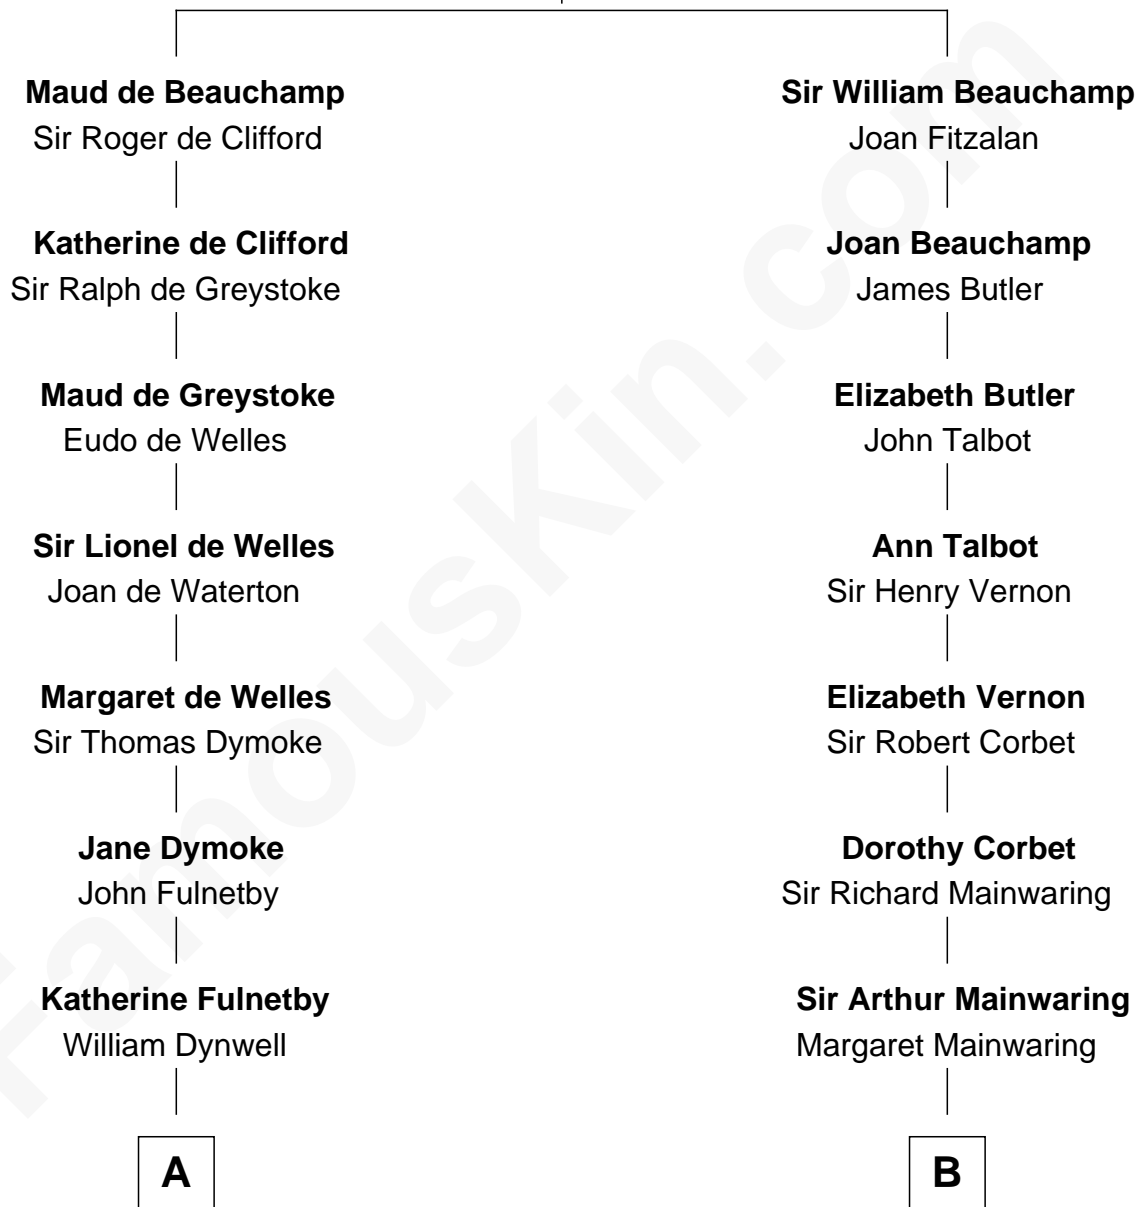 Maud de Beauchamp
Sir Roger de Clifford
Katherine de Clifford
Sir Ralph de Greystoke
Maud de Greystoke
Eudo de Welles
Sir Lionel de Welles
Joan de Waterton
Margaret de Welles
Sir Thomas Dymoke
Jane Dymoke
John Fulnetby
Katherine Fulnetby
William Dynwell
A
Sir William Beauchamp
Joan Fitzalan
Joan Beauchamp
James Butler
Elizabeth Butler
John Talbot
Ann Talbot
Sir Henry Vernon
Elizabeth Vernon
Sir Robert Corbet
Dorothy Corbet
Sir Richard Mainwaring
Sir Arthur Mainwaring
Margaret Mainwaring
B
FamousKin.com